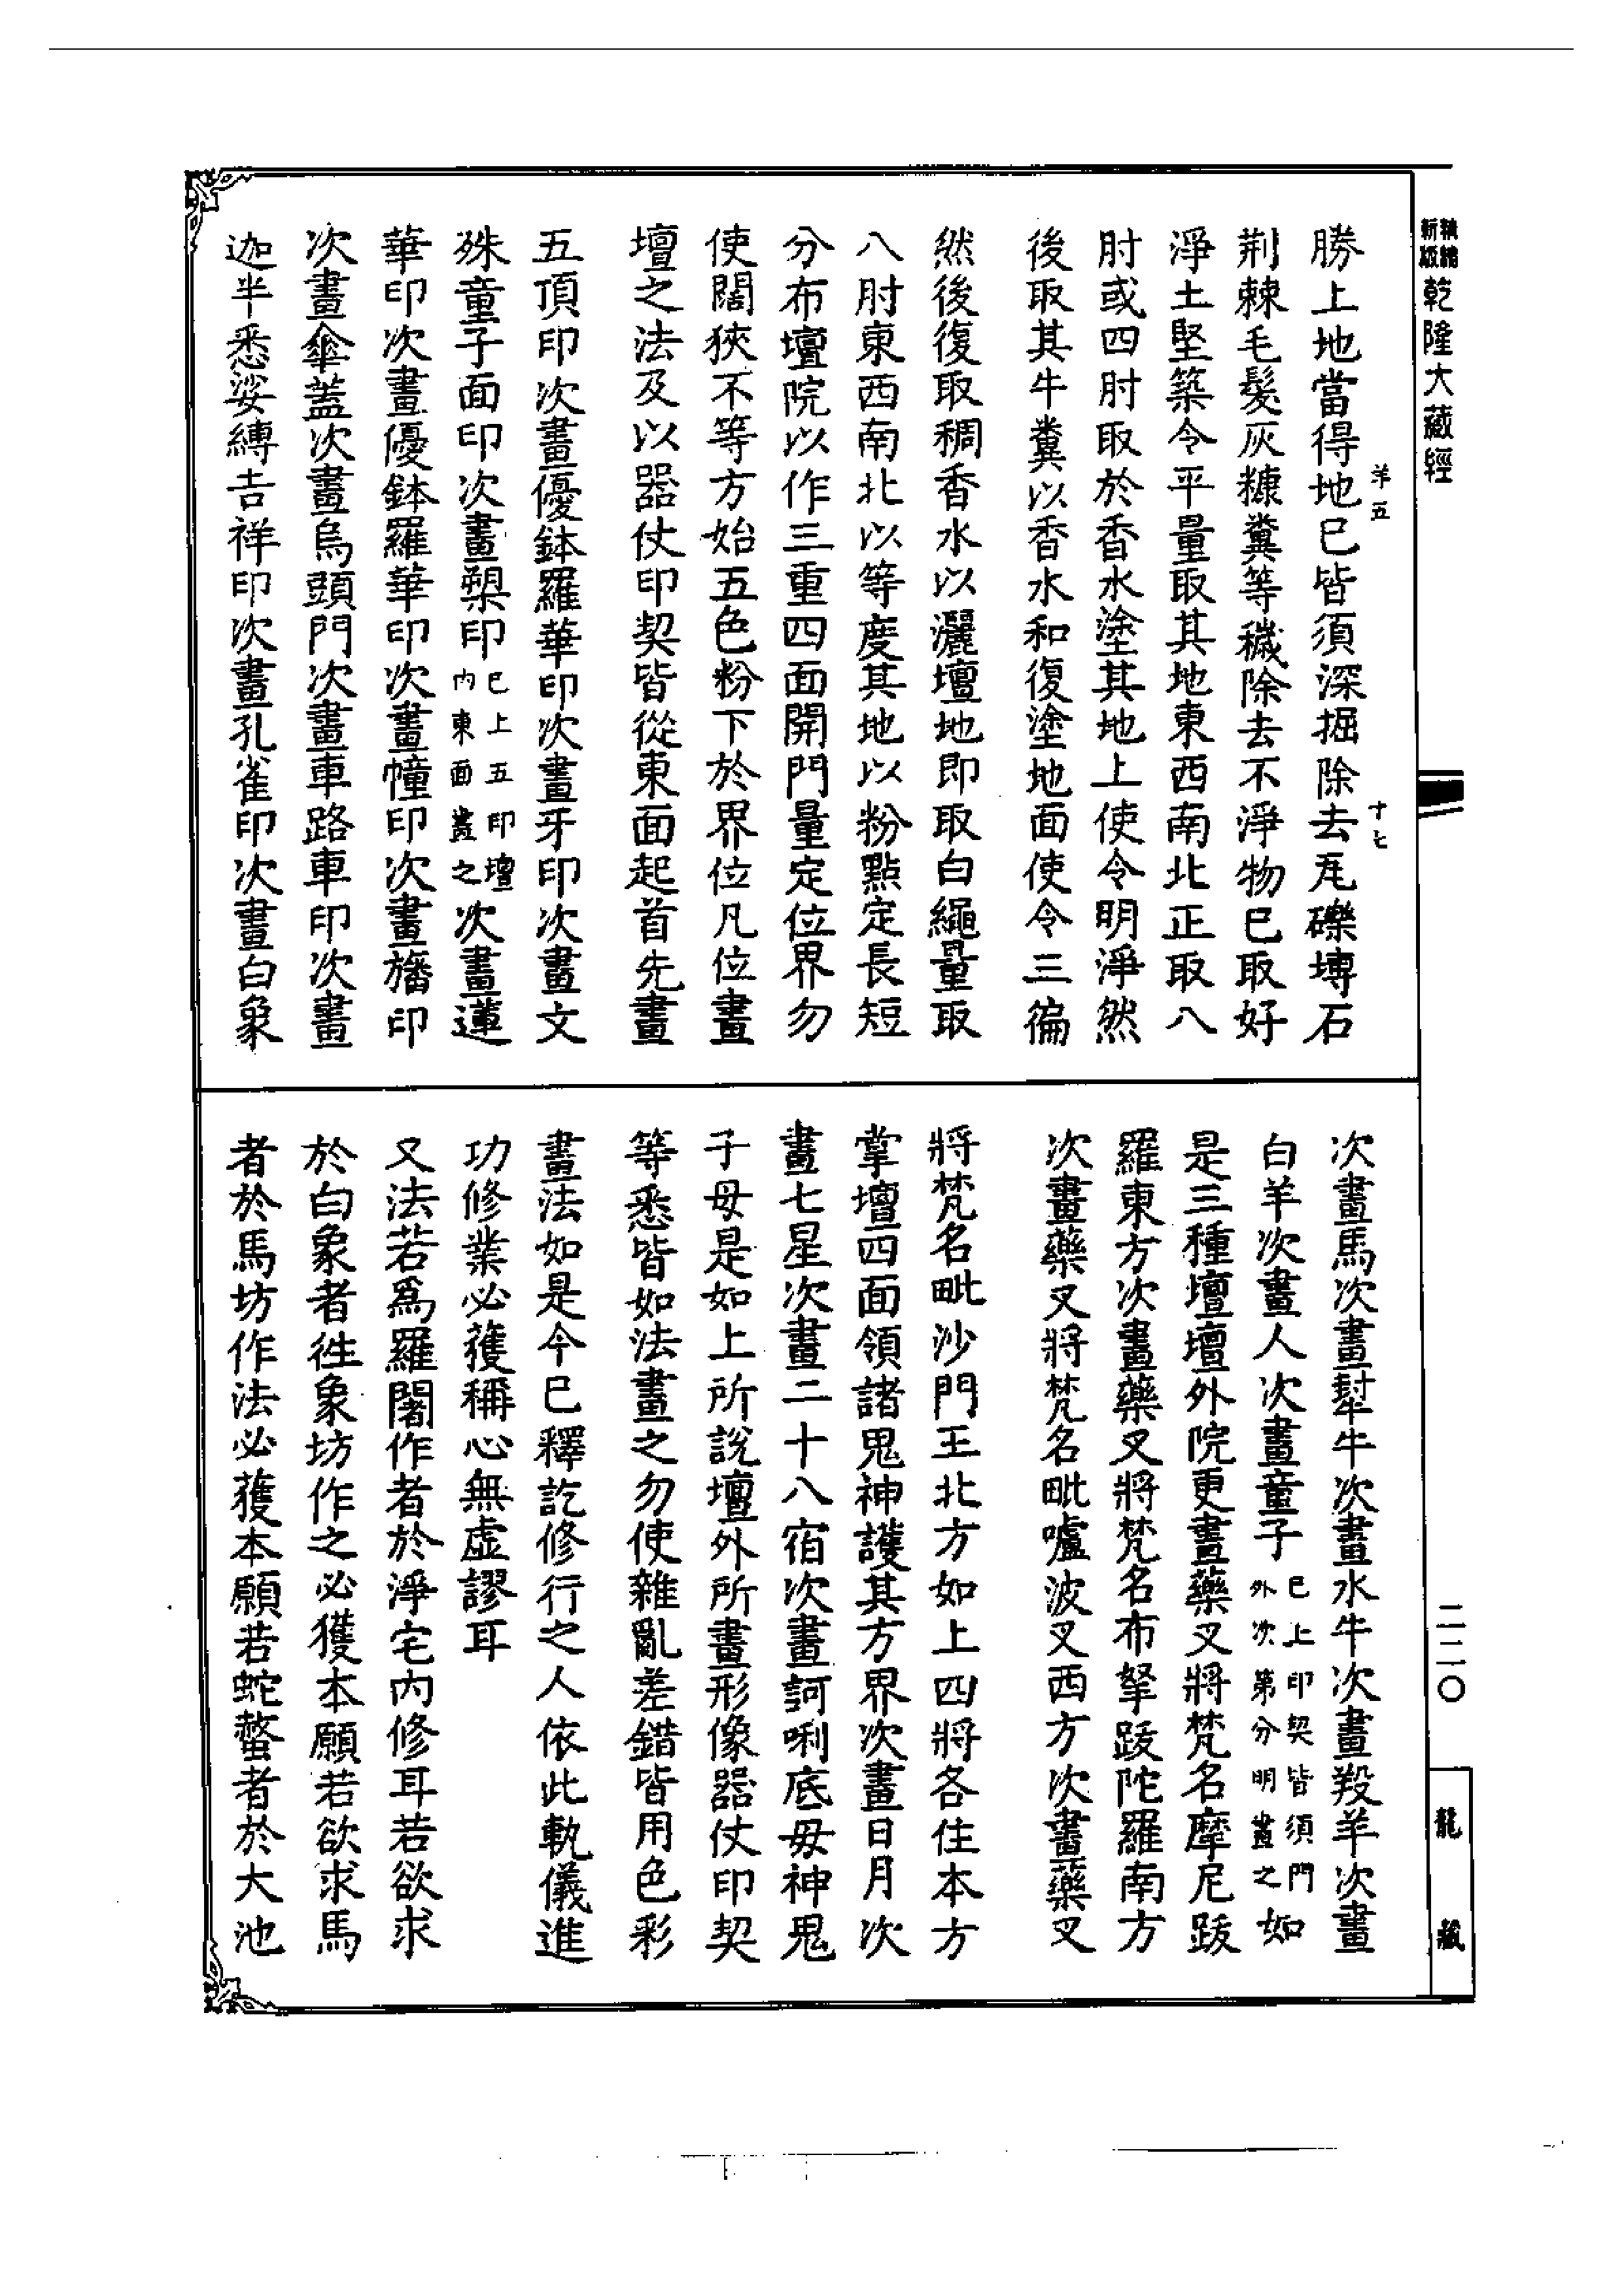 新版
乾隆大藏經
羊五
十七
勝上地當得地已皆須深掘除去瓦礫塼石
荆棘毛髮灰糠糞等穢除去不淨物已取好
淨土堅築令平量取其地東西南北正取八
肘或四肘取於香水塗其地上使令明淨然
後取其牛糞以香水和復塗地面使令三徧
然後復取稠香水以灑壇地即取白繩量取
八肘東西南北以等度其地以粉點定長短
分布壇院以作三重四面開門量定位界勿
使闊狹不等方始五色粉下於界位凡位畫
壇之法及以器仗印契皆從東面起首先畫
五頂印次畫優鉢羅華印次畫牙印次畫文
殊童子面印次畫槊印已上五印壇內東面畫之次畫蓮
華印次畫優鉢羅華印次畫幢印次畫旛印
次畫傘蓋次畫烏頭門次畫車路車印次畫
迦半悉娑縛吉祥印次畫孔雀印次畫白象
次畫馬次畫犎牛次畫水牛次畫羖羊次畫
白羊次畫人次畫童子已上印契皆須門外次第分明畫之如
是三種壇壇外院更畫藥叉將梵名摩尼跋
羅東方次畫藥叉將梵名布拏跋陀羅南方
次畫藥叉將梵名毗嚧波叉西方次畫藥叉
將梵名毗沙門王北方如上四將各住本方
掌壇四面領諸鬼神護其方界次畫日月次
畫七星次畫二十八宿次畫訶唎底母神鬼
子母是如上所說壇外所畫形像器仗印契
等悉皆如法畫之勿使雜亂差錯皆用色彩
畫法如是今已釋訖修行之人依此軌儀進
功修業必獲稱心無虛謬耳
又法若爲羅闍作者於淨宅內修耳若欲求
於白象者徃象坊作之必獲本願若欲求馬
者於馬坊作法必獲本願若蛇螫者於大池
二二〇
龍藏